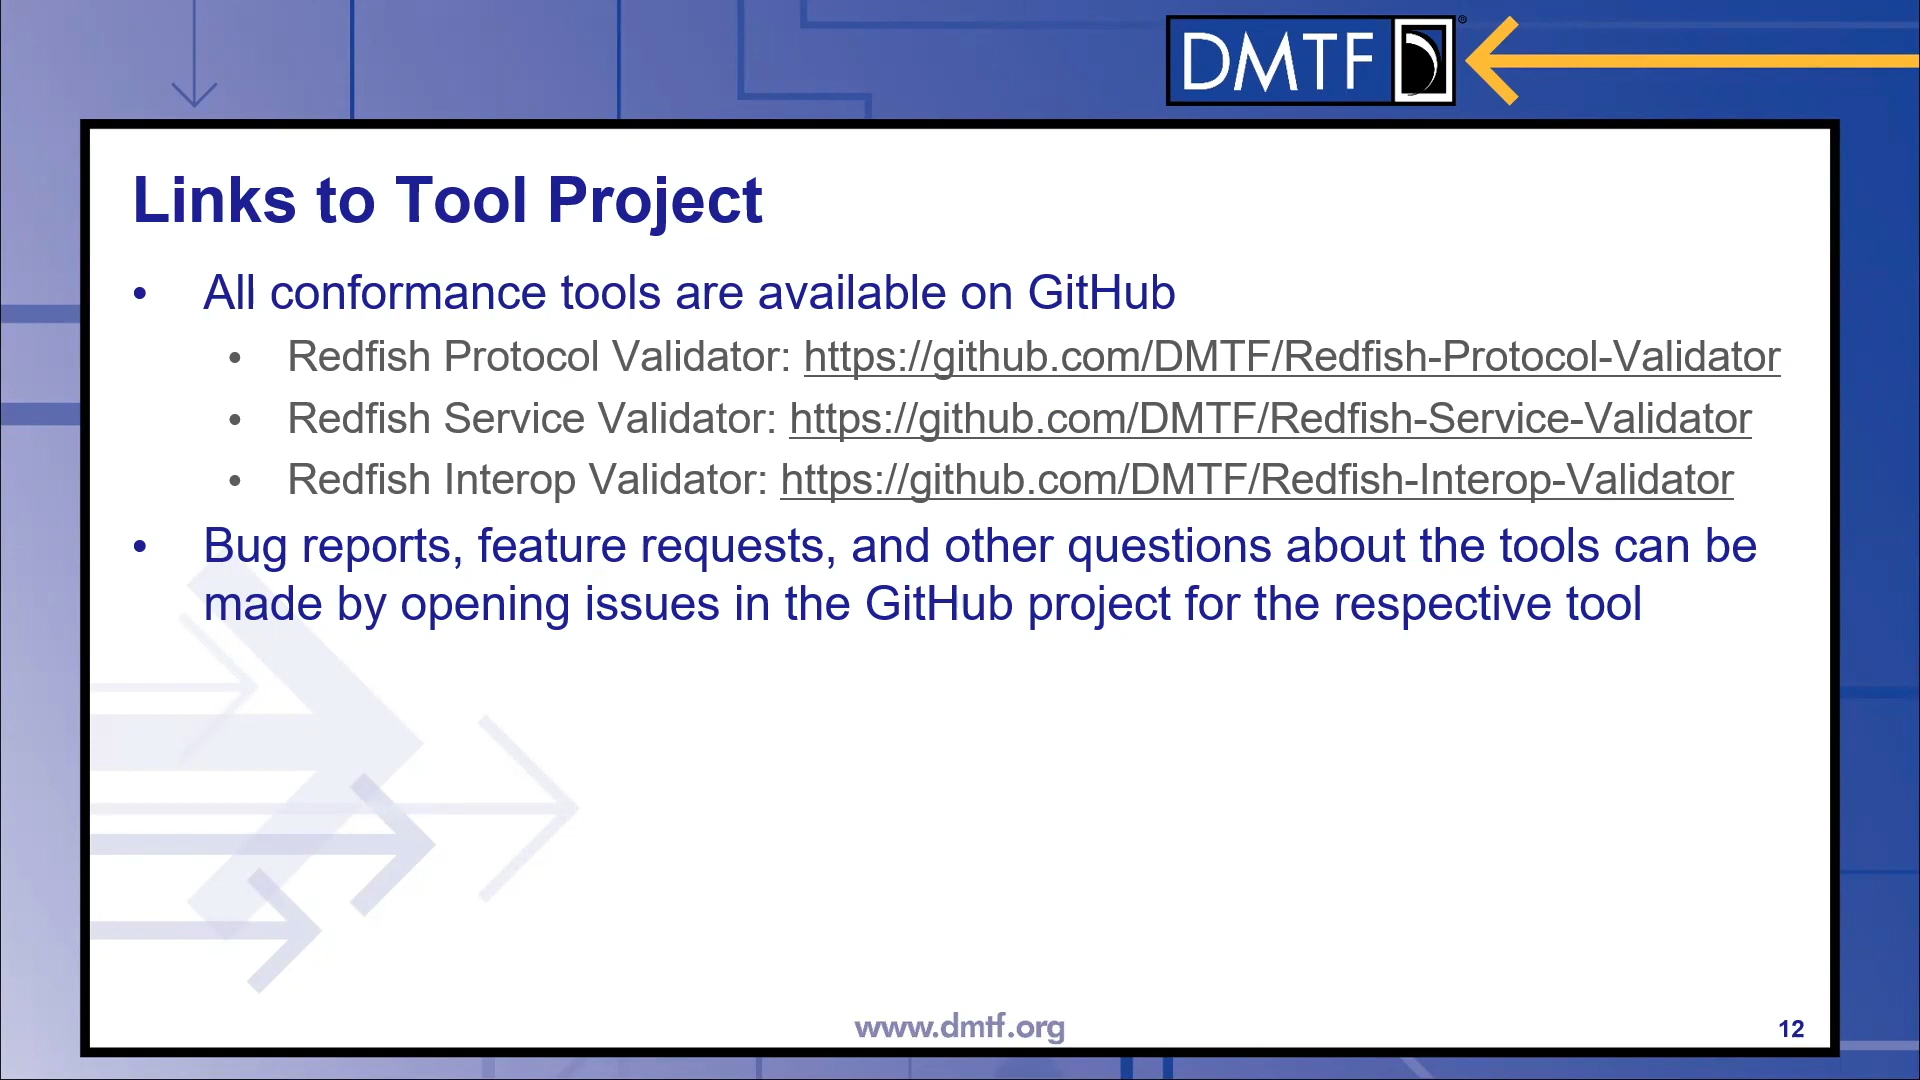 DMTF
®
Links to Tool Project
• All conformance tools are available on GitHub
• Redfish Protocol Validator: https://github.com/DMTF/Redfish-Protocol-Validator
• Redfish Service Validator: https://github.com/DMTF/Redfish-Service-Validator
• Redfish Interop Validator: https://github.com/DMTF/Redfish-Interop-Validator
• Bug reports, feature requests, and other questions about the tools can be
made by opening issues in the GitHub project for the respective tool
www.dmtf.org
12